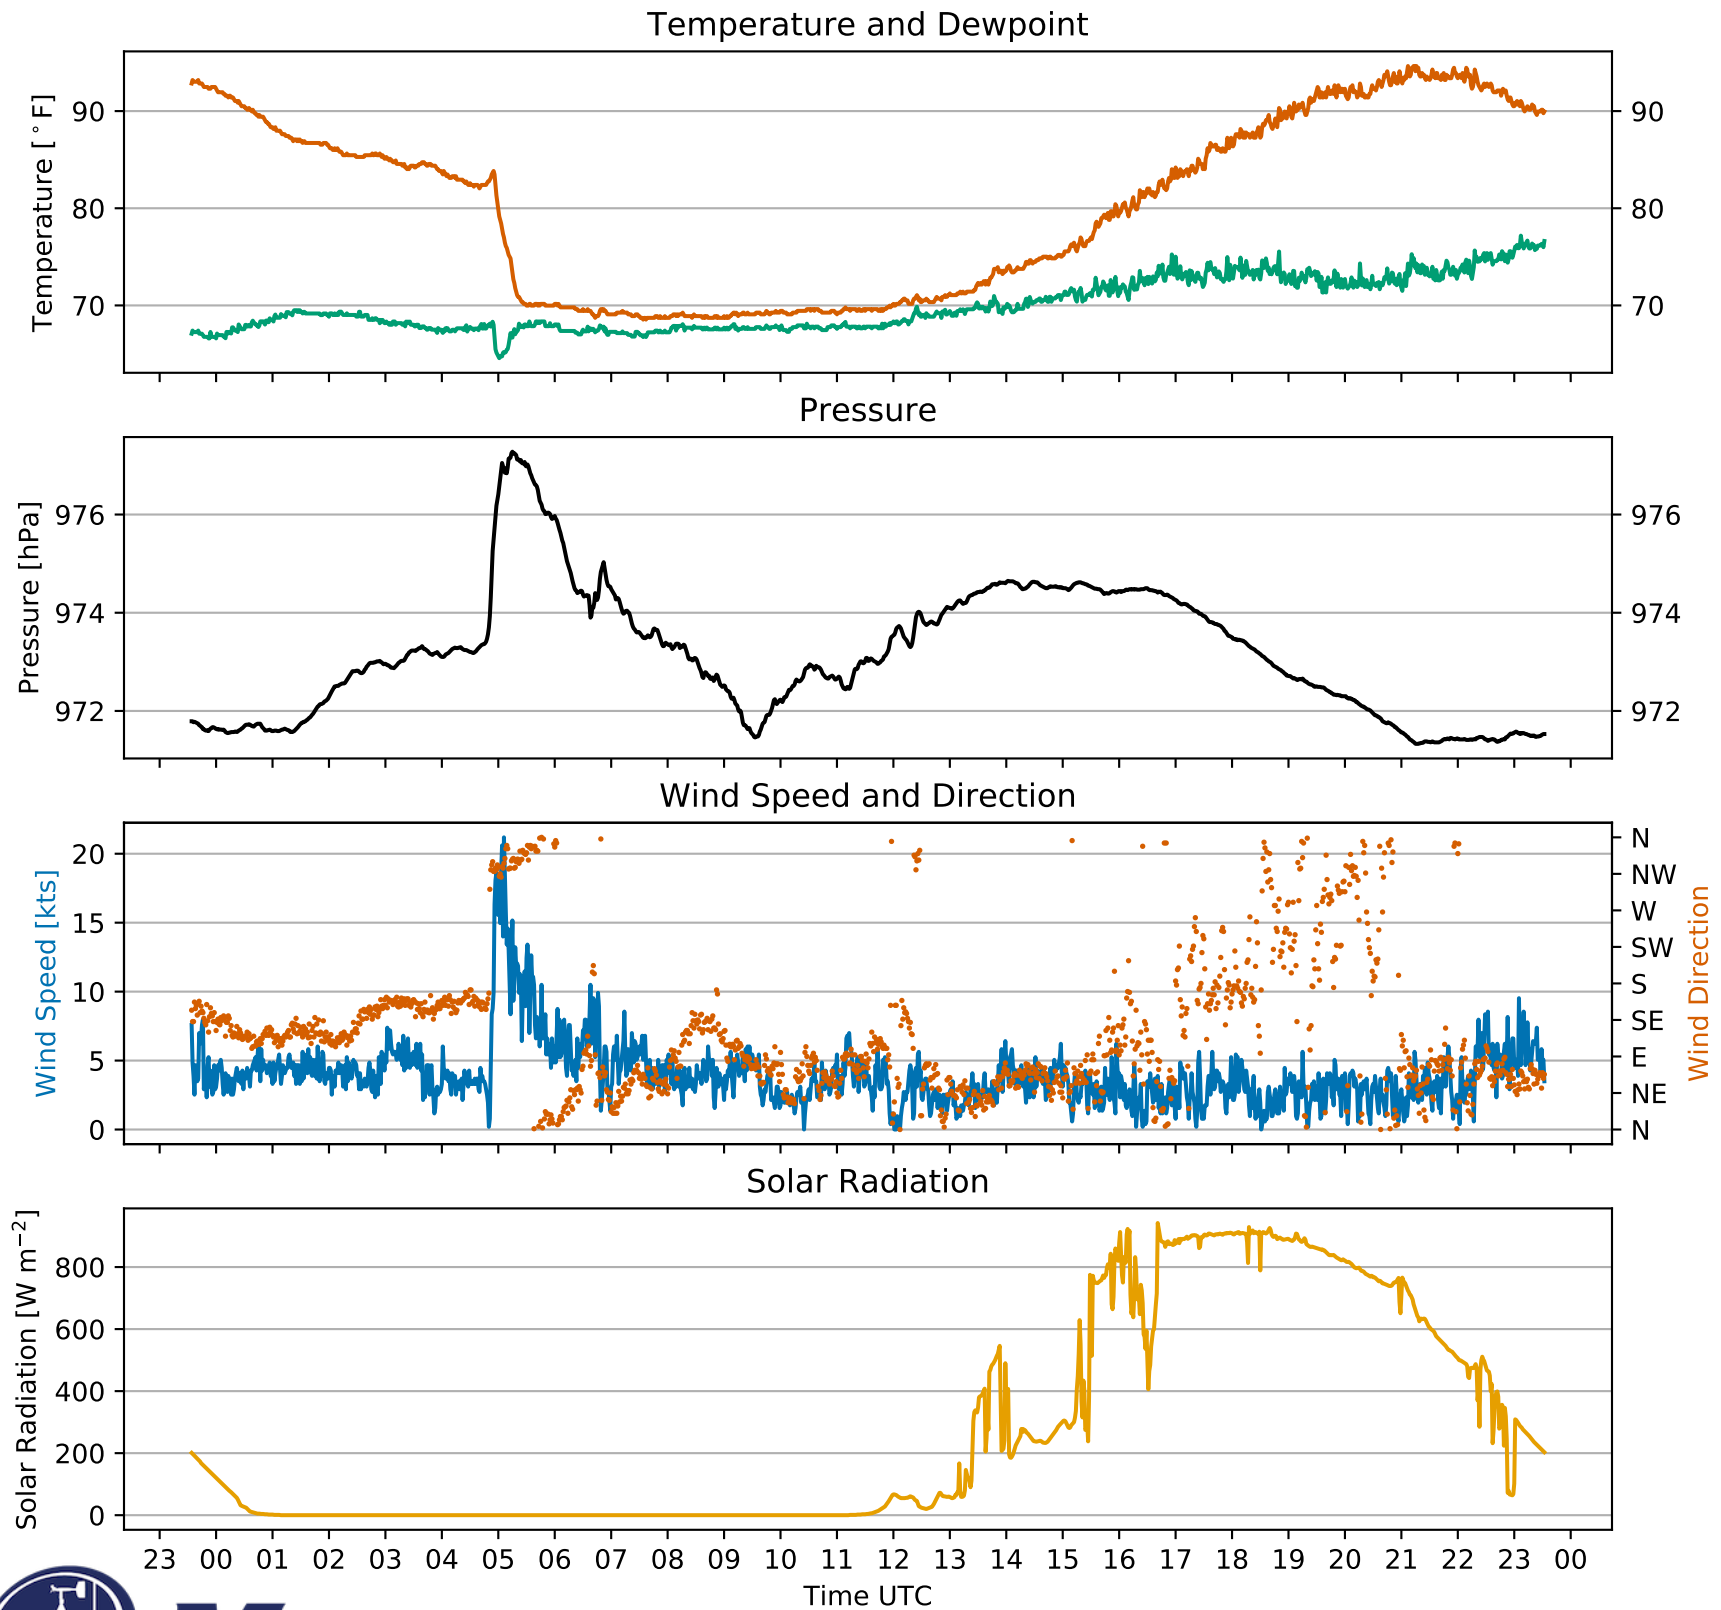 Temperature and Dewpoint
Temperature [°F]
90 90
80 80
70 70
Pressure
Pressure [hPa]
976 976
974 974
972 972
Wind Speed and Direction
Wind Speed [kts]
Wind Direction
20
15
10
5
0
N
NW
W
SW
S
SE
E
NE
N
Solar Radiation
Solar Radiation [W m⁻²]
800
600
400
200
0
23 00 01 02 03 04 05 06 07 08 09 10 11 12 13 14 15 16 17 18 19 20 21 22 23 00
Time UTC